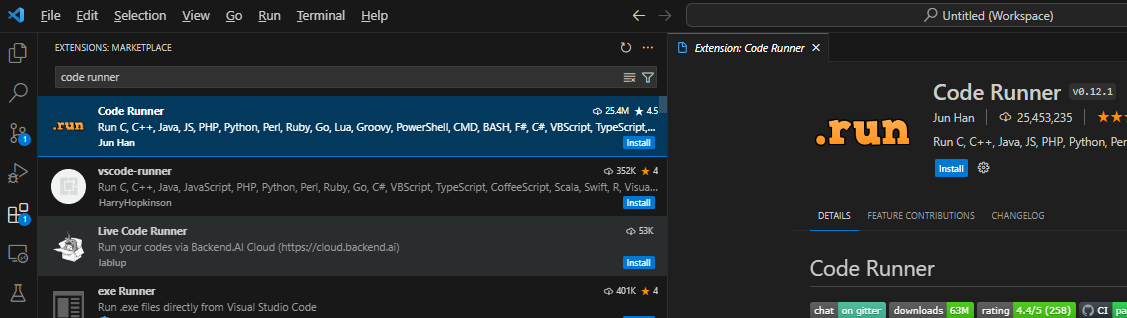 File Edit Selection View Go Run Terminal Help
Untitled (Workspace)
EXTENSIONS: MARKETPLACE
code runner
1
1
.run
Code Runner 25.4M 4.5
Run C, C++, Java, JS, PHP, Python, Perl, Ruby, Go, Lua, Groovy, PowerShell, CMD, BASH, F#, C#, VBScript, TypeScript,...
Jun Han Install
vscode-runner 352K 4
Run C, C++, Java, JavaScript, PHP, Python, Perl, Ruby, Go, C#, VBScript, TypeScript, CoffeeScript, Scala, Swift, R, Visua...
HarryHopkinson Install
Live Code Runner 53K
Run your codes via Backend.AI Cloud (https://cloud.backend.ai)
lablup Install
exe Runner 401K 4
Run .exe files directly from Visual Studio Code
Install
Extension: Code Runner
.run
Code Runner v0.12.1
Jun Han 25,453,235
Run C, C++, Java, JS, PHP, Python, Per
Install
DETAILS FEATURE CONTRIBUTIONS CHANGELOG
Code Runner
chat on gitter downloads 63M rating 4.4/5 (258) CI pa